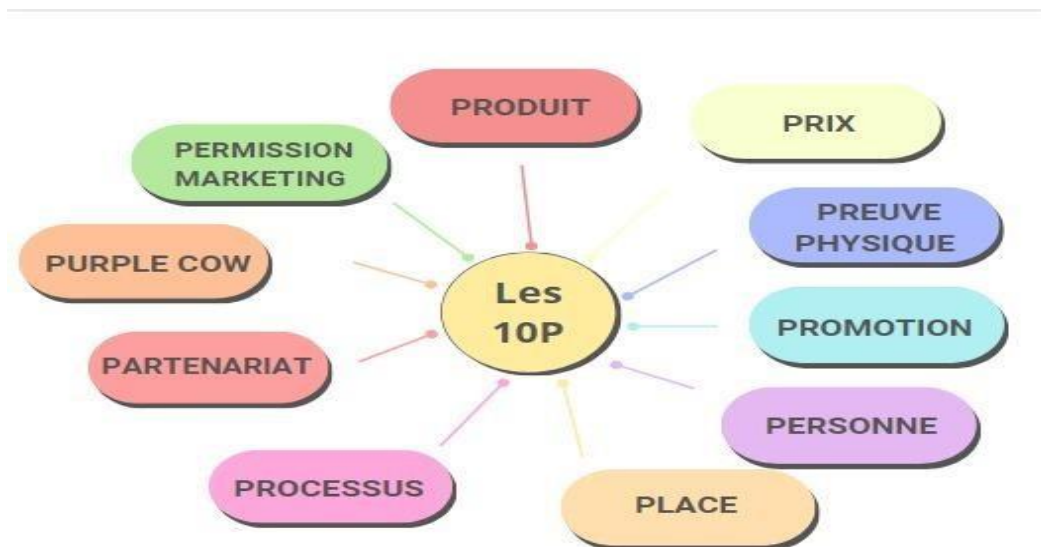 PRODUIT
PRIX
PERMISSION
MARKETING
PREUVE
PHYSIQUE
PURPLE COW
Les
10P
PROMOTION
PARTENARIAT
PERSONNE
PROCESSUS
PLACE